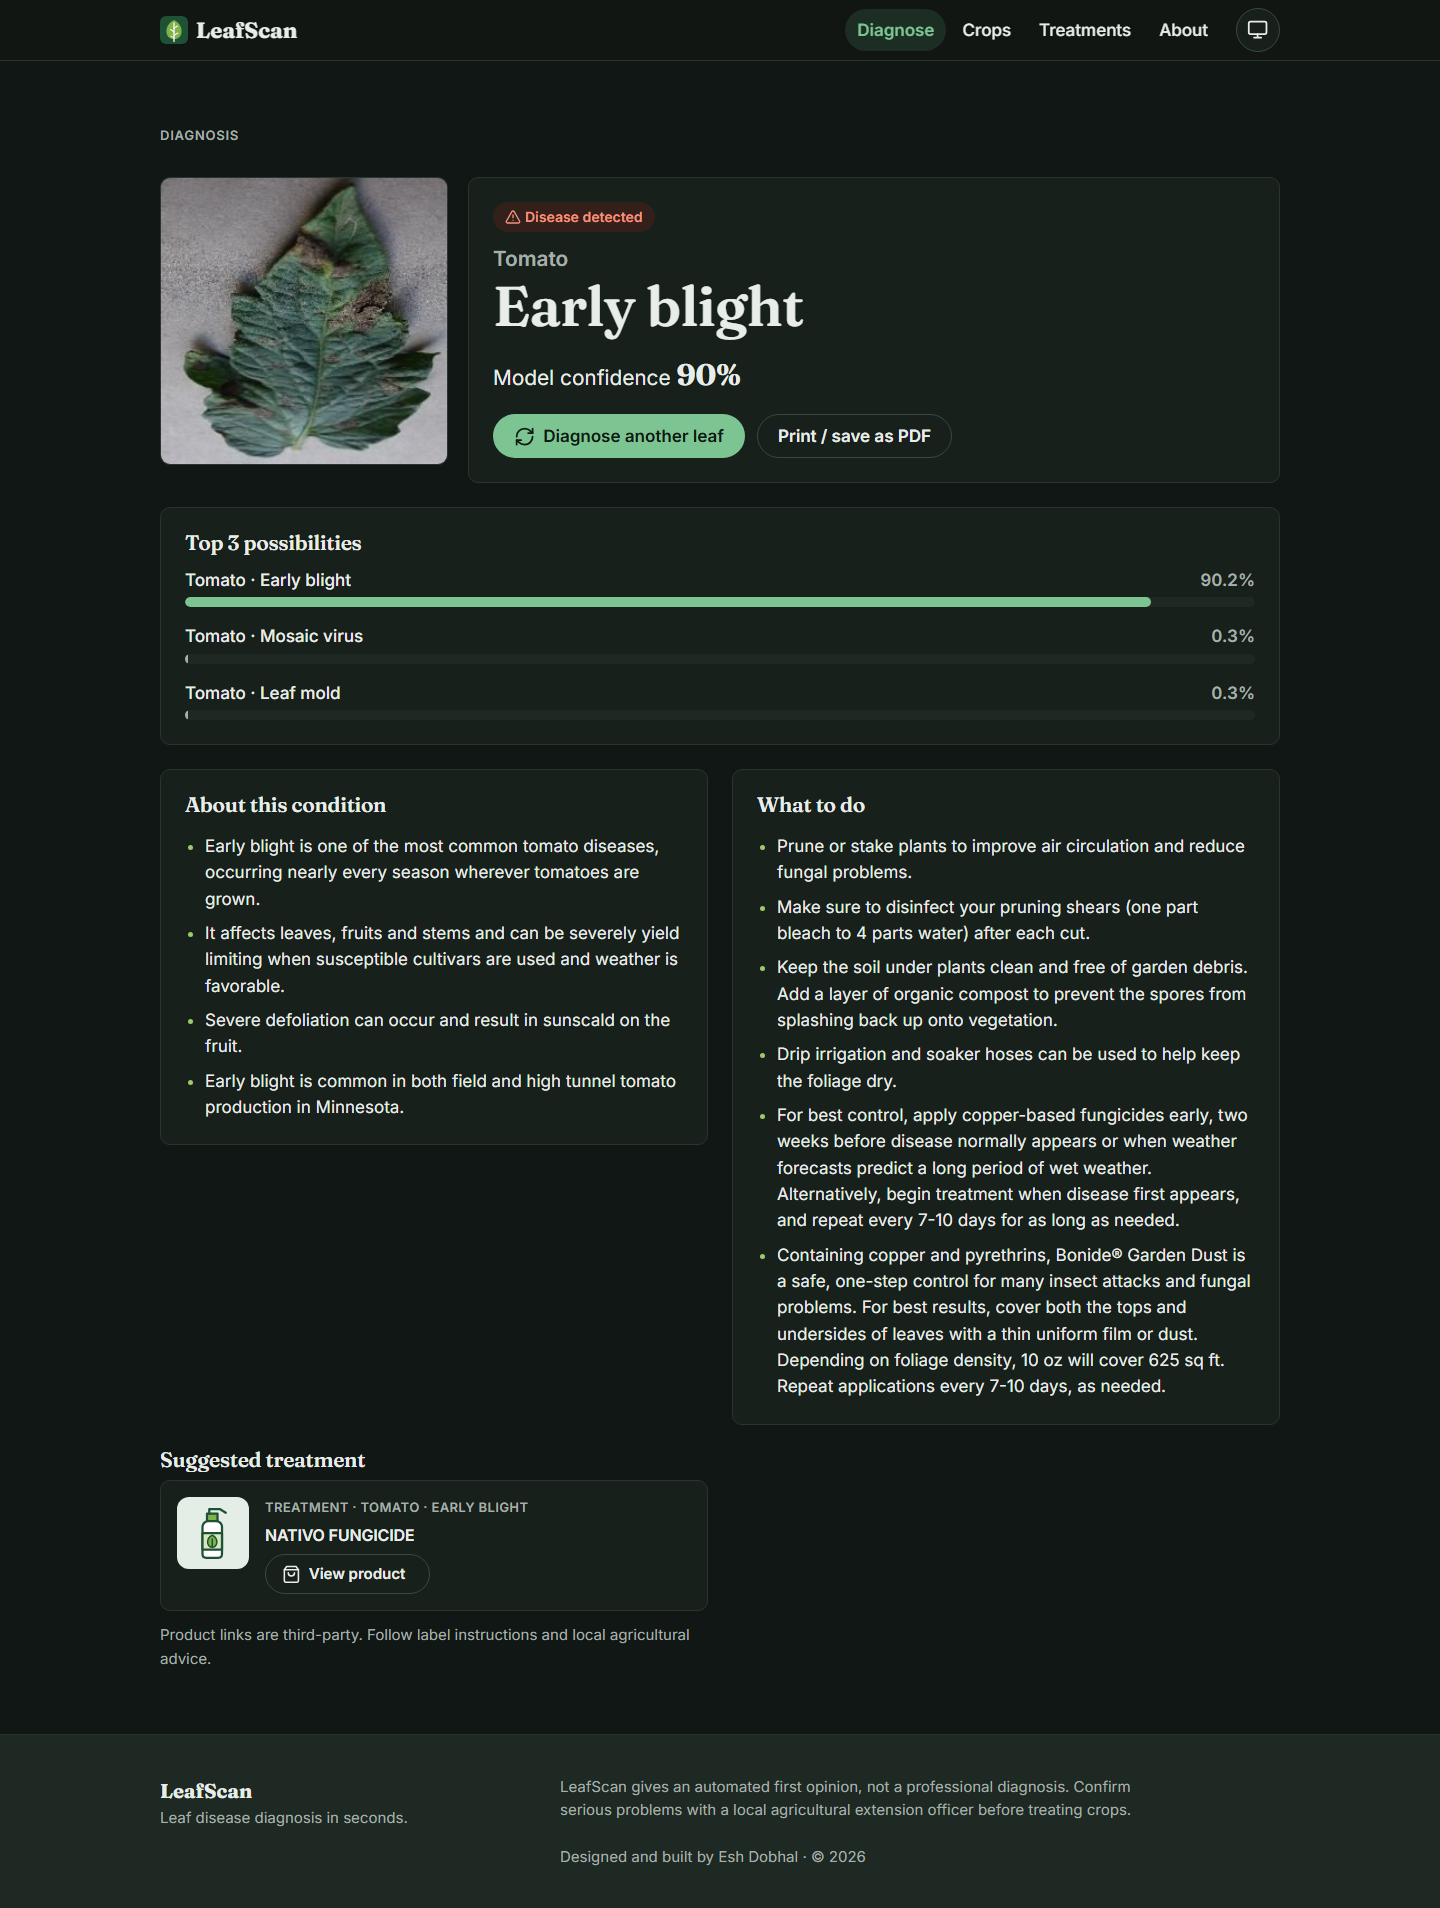 LeafScan
Diagnose
Crops
Treatments
About
DIAGNOSIS
Disease detected
Tomato
Early blight
Model confidence 90%
Diagnose another leaf
Print / save as PDF
Top 3 possibilities
Tomato · Early blight
90.2%
Tomato · Mosaic virus
0.3%
Tomato · Leaf mold
0.3%
About this condition
• Early blight is one of the most common tomato diseases,
occurring nearly every season wherever tomatoes are
grown.
• It affects leaves, fruits and stems and can be severely yield
limiting when susceptible cultivars are used and weather is
favorable.
• Severe defoliation can occur and result in sunscald on the
fruit.
• Early blight is common in both field and high tunnel tomato
production in Minnesota.
What to do
• Prune or stake plants to improve air circulation and reduce
fungal problems.
• Make sure to disinfect your pruning shears (one part
bleach to 4 parts water) after each cut.
• Keep the soil under plants clean and free of garden debris.
Add a layer of organic compost to prevent the spores from
splashing back up onto vegetation.
• Drip irrigation and soaker hoses can be used to help keep
the foliage dry.
• For best control, apply copper-based fungicides early, two
weeks before disease normally appears or when weather
forecasts predict a long period of wet weather.
Alternatively, begin treatment when disease first appears,
and repeat every 7-10 days for as long as needed.
• Containing copper and pyrethrins, Bonide® Garden Dust is
a safe, one-step control for many insect attacks and fungal
problems. For best results, cover both the tops and
undersides of leaves with a thin uniform film or dust.
Depending on foliage density, 10 oz will cover 625 sq ft.
Repeat applications every 7-10 days, as needed.
Suggested treatment
TREATMENT · TOMATO · EARLY BLIGHT
NATIVO FUNGICIDE
View product
Product links are third-party. Follow label instructions and local agricultural
advice.
LeafScan
Leaf disease diagnosis in seconds.
LeafScan gives an automated first opinion, not a professional diagnosis. Confirm
serious problems with a local agricultural extension officer before treating crops.
Designed and built by Esh Dobhal · © 2026